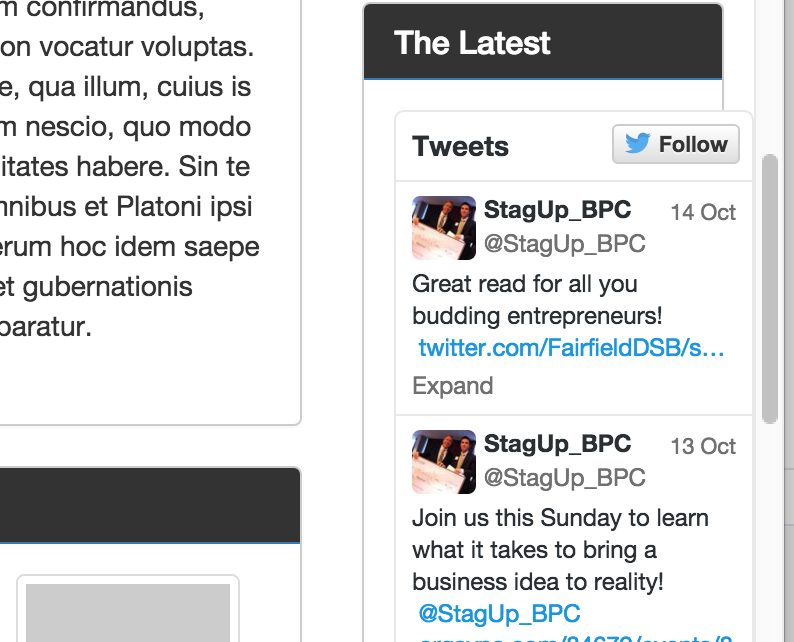 m confirmandus,
on vocatur voluptas.
e, qua illum, cuius is
m nescio, quo modo
itates habere. Sin te
nnibus et Platoni ipsi
erum hoc idem saepe
et gubernationis
paratur.
The Latest
Tweets
Follow
StagUp_BPC 14 Oct
@StagUp_BPC
Great read for all you
budding entrepreneurs!
twitter.com/FairfieldDSB/s…
Expand
StagUp_BPC 13 Oct
@StagUp_BPC
Join us this Sunday to learn
what it takes to bring a
business idea to reality!
@StagUp_BPC